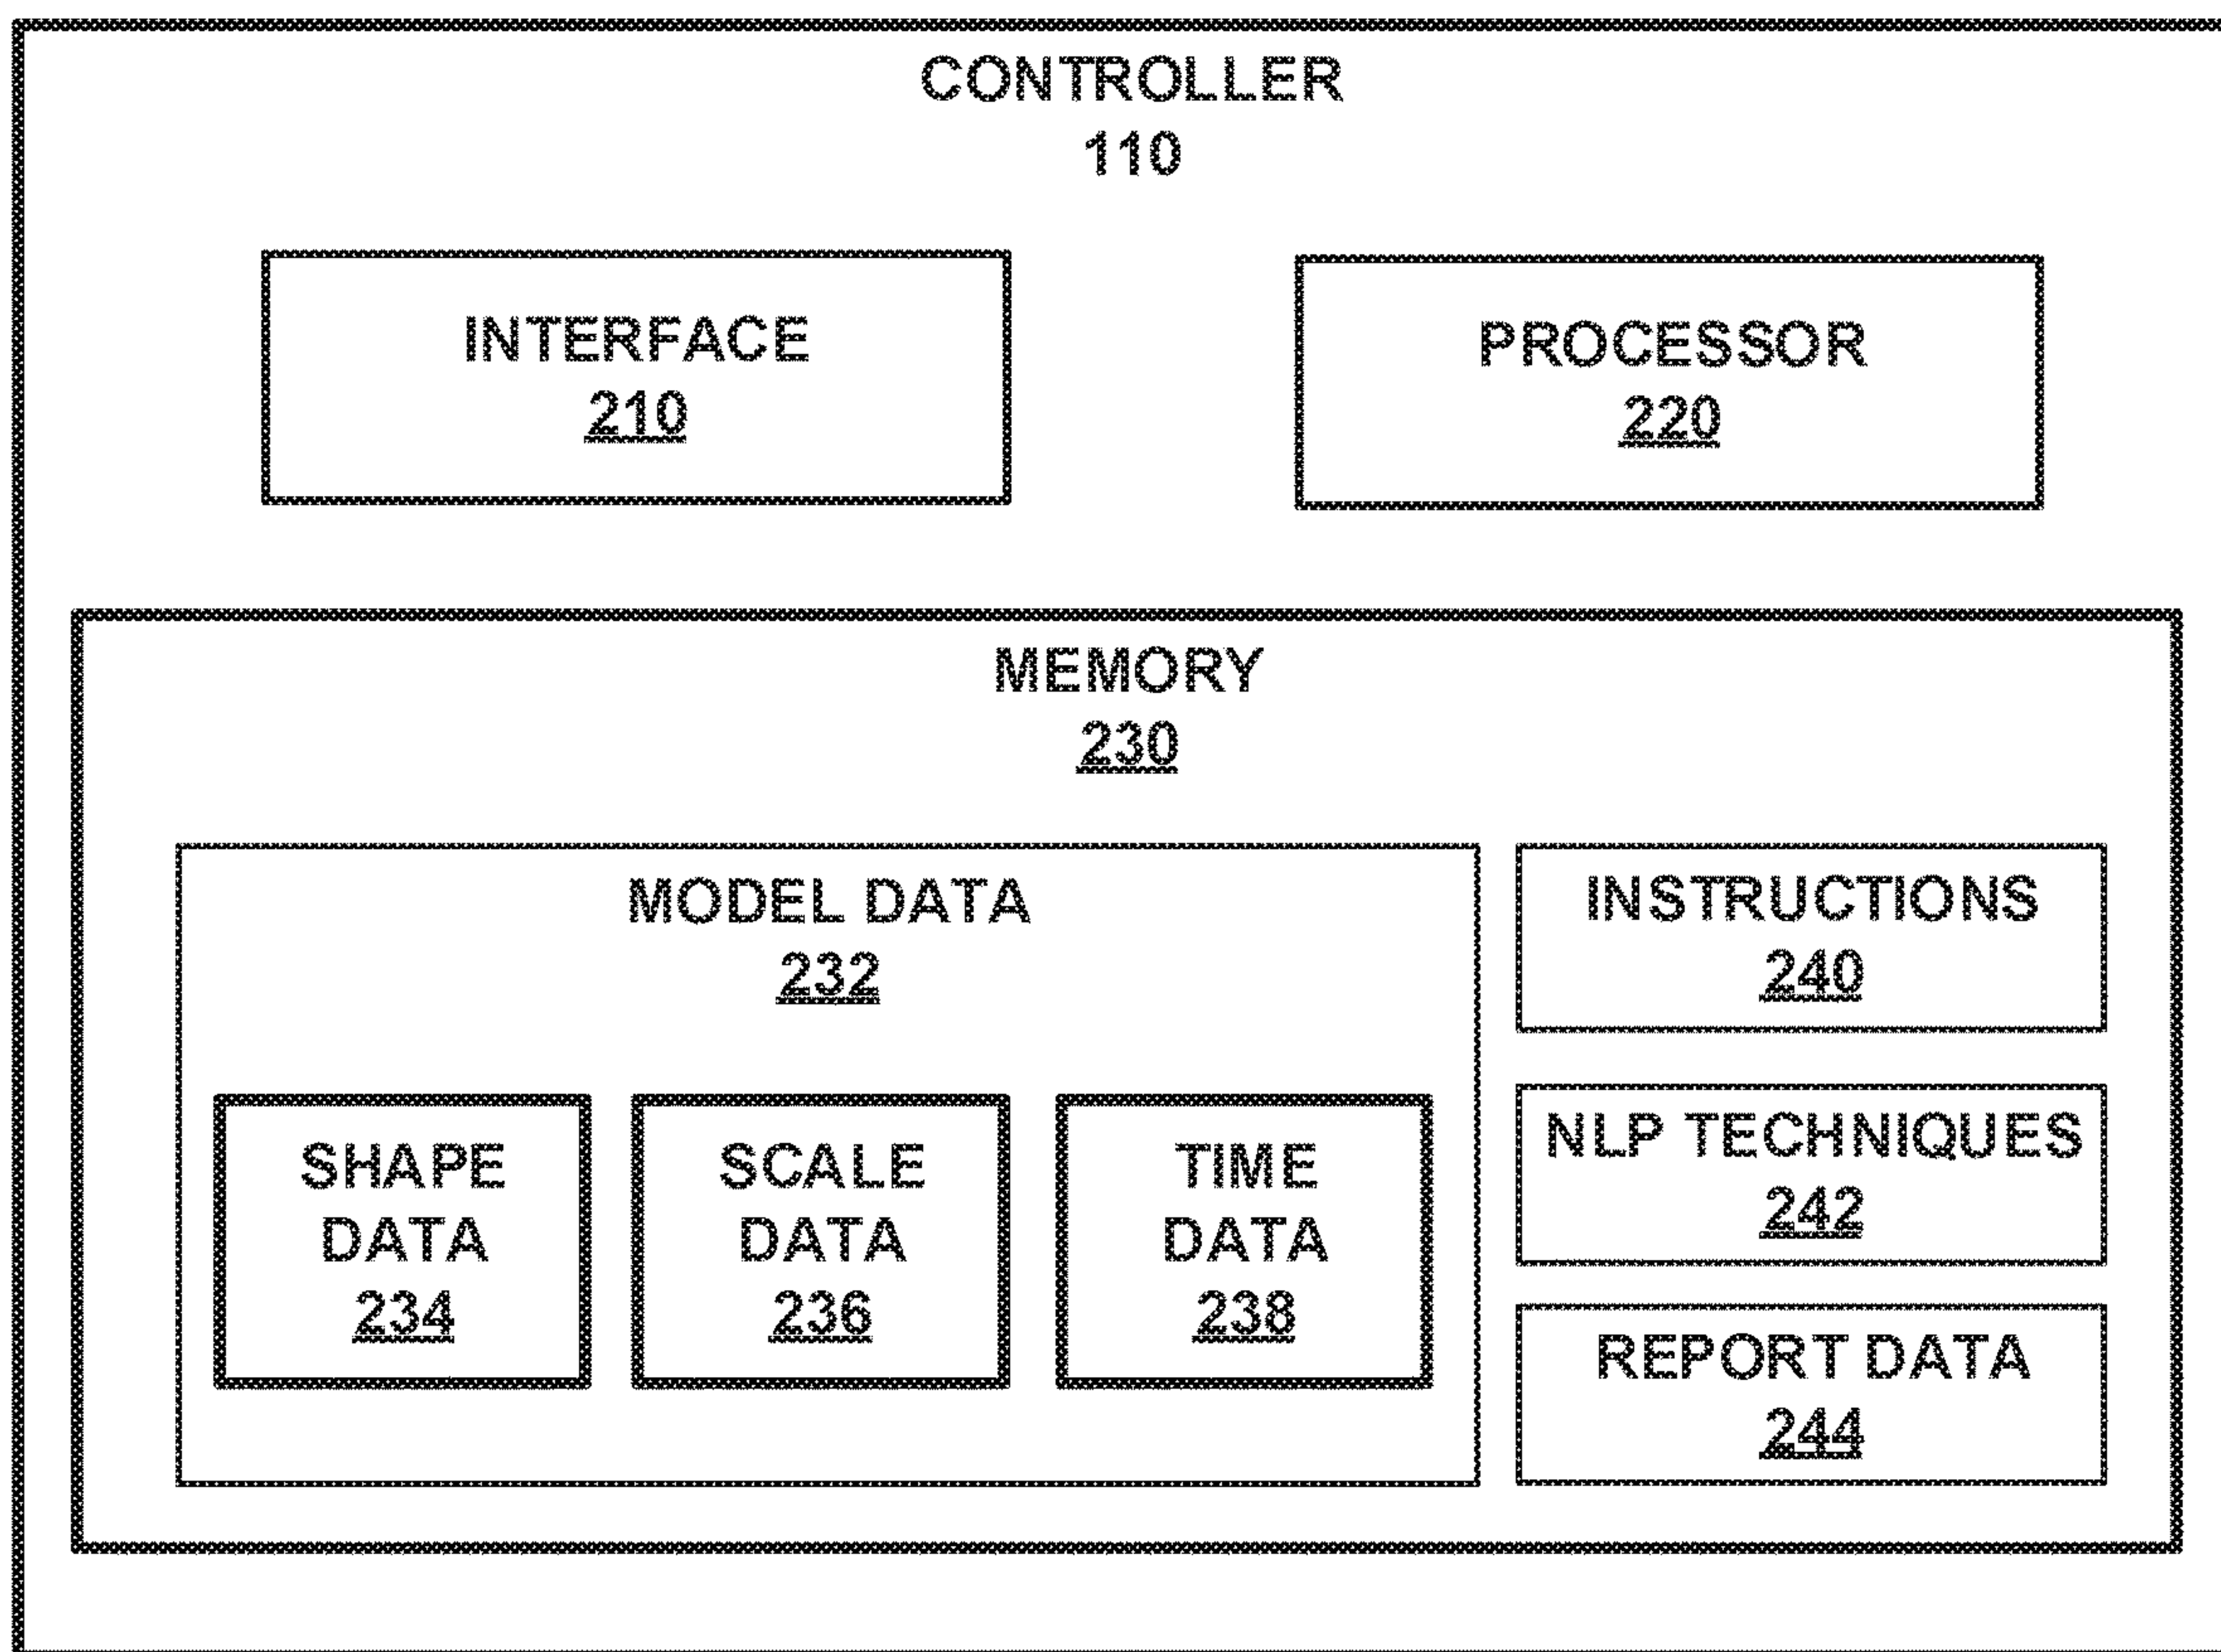 CONTROLLER
110
INTERFACE
210
PROCESSOR
220
MEMORY
230
MODEL DATA
232
SHAPE
DATA
234
SCALE
DATA
236
TIME
DATA
238
INSTRUCTIONS
240
NLP TECHNIQUES
242
REPORT DATA
244